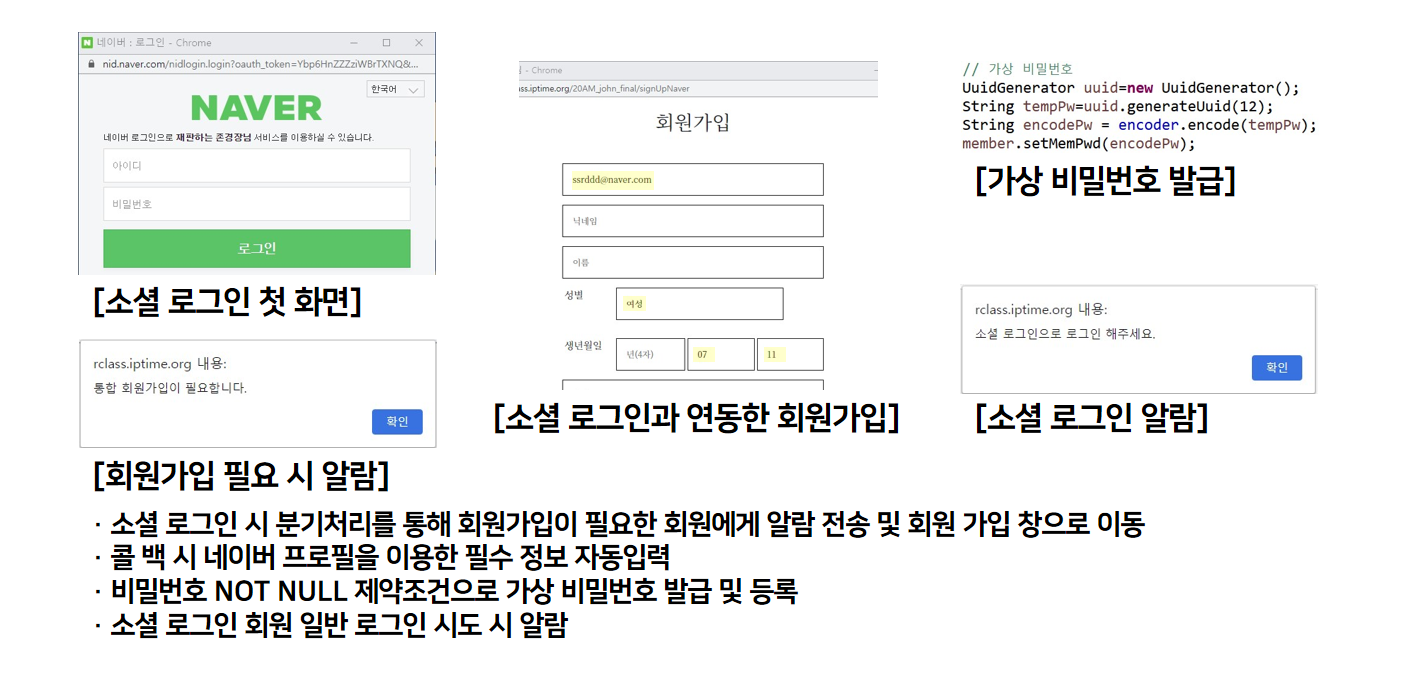 네이버 : 로그인 - Chrome
nid.naver.com/nidlogin.login?oauth_token=Ybp6HnZZZziWBrTXNQ&...
한국어
NAVER
네이버 로그인으로 재판하는 존경장님 서비스를 이용하실 수 있습니다.
아이디
비밀번호
로그인
[소셜 로그인 첫 화면]
rclass.iptime.org 내용:
통합 회원가입이 필요합니다.
확인
[회원가입 필요 시 알람]
- Chrome
ss.iptime.org/20AM_john_final/signUpNaver
회원가입
ssrddd@naver.com
닉네임
이름
성별
여성
생년월일
년(4자)
07
11
[소셜 로그인과 연동한 회원가입]
// 가상 비밀번호
UuidGenerator uuid=new UuidGenerator();
String tempPw=uuid.generateUuid(12);
String encodePw = encoder.encode(tempPw);
member.setMemPwd(encodePw);
[가상 비밀번호 발급]
rclass.iptime.org 내용:
소셜 로그인으로 로그인 해주세요.
확인
[소셜 로그인 알람]
· 소셜 로그인 시 분기처리를 통해 회원가입이 필요한 회원에게 알람 전송 및 회원 가입 창으로 이동
· 콜 백 시 네이버 프로필을 이용한 필수 정보 자동입력
· 비밀번호 NOT NULL 제약조건으로 가상 비밀번호 발급 및 등록
· 소셜 로그인 회원 일반 로그인 시도 시 알람